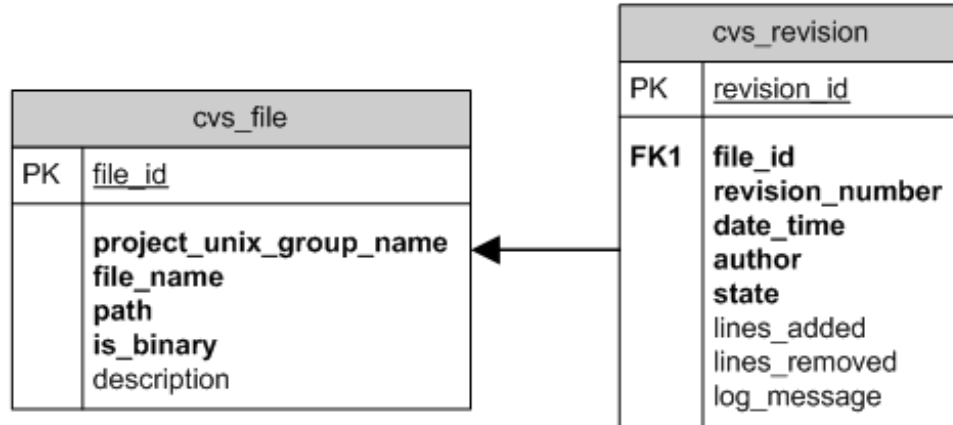 cvs_file
PK file_id
project_unix_group_name
file_name
path
is_binary
description
cvs_revision
PK revision_id
FK1 file_id
revision_number
date_time
author
state
lines_added
lines_removed
log_message